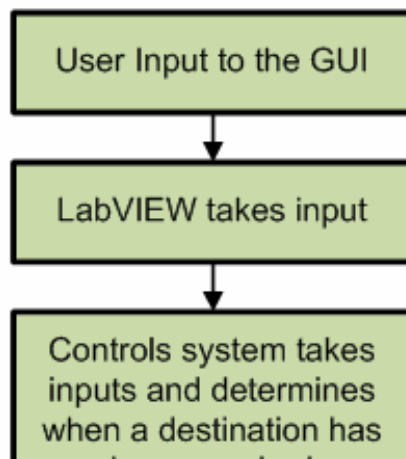 User Input to the GUI
LabVIEW takes input
Controls system takes
inputs and determines
when a destination has